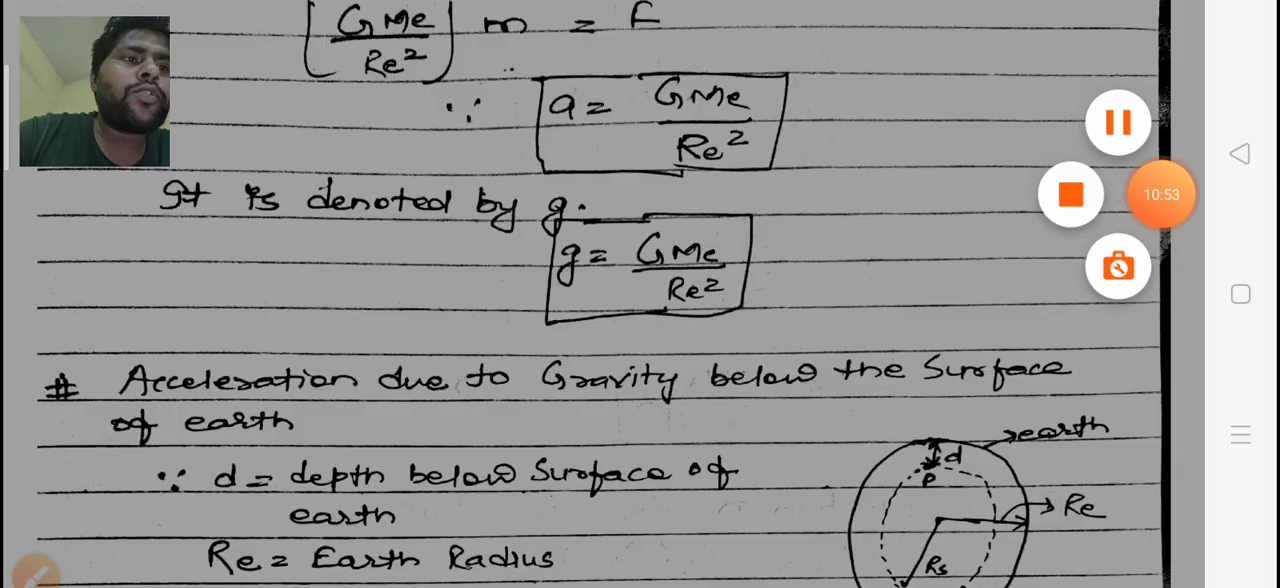 (GMe/Re²) m = F
∵ a = GMe/Re²
It is denoted by g.
g = GMe/Re²
# Acceleration due to Gravity below the Surface
of earth
earth
d
P
∵ d = depth below Surface of
earth
Re
Re = Earth Radius
Rs
10:53